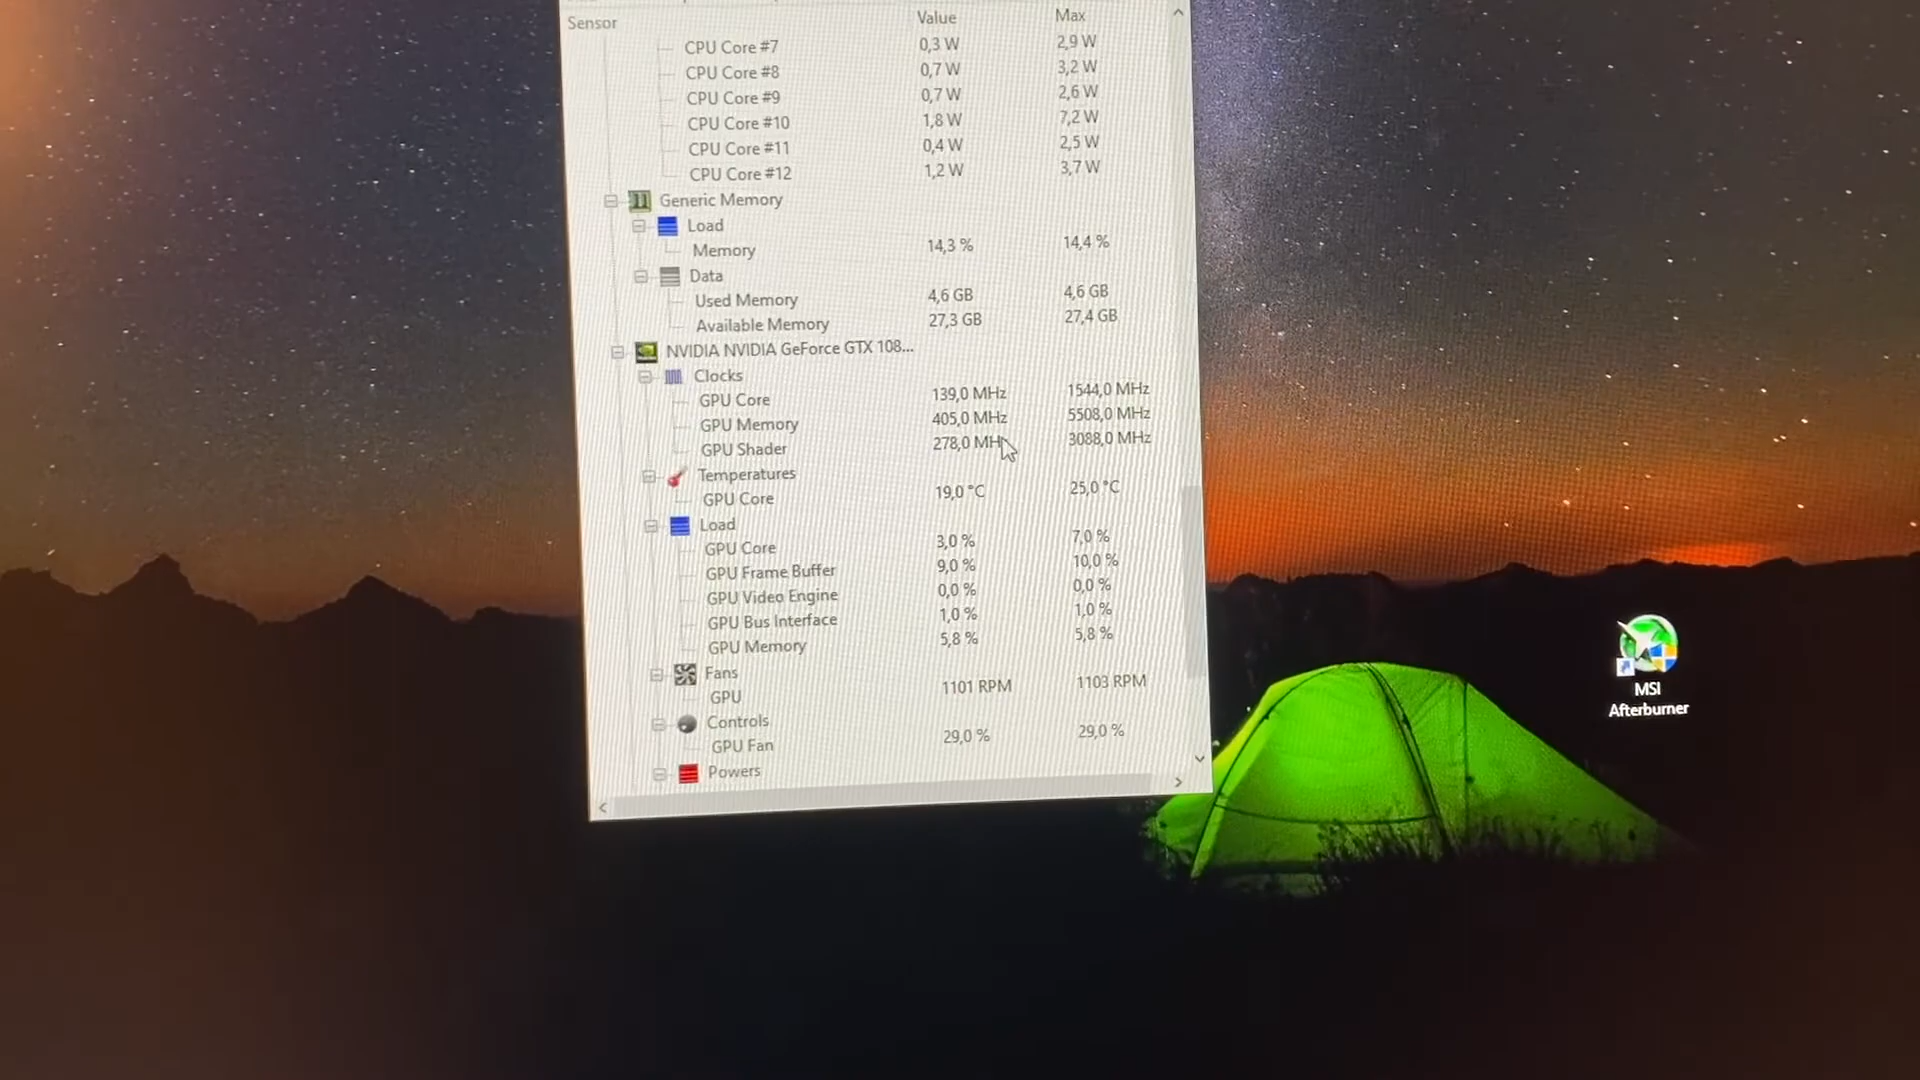 Sensor Value Max
CPU Core #7 0,3 W 2,9 W
CPU Core #8 0,7 W 3,2 W
CPU Core #9 0,7 W 2,6 W
CPU Core #10 1,8 W 7,2 W
CPU Core #11 0,4 W 2,5 W
CPU Core #12 1,2 W 3,7 W
Generic Memory
Load
Memory 14,3 % 14,4 %
Data
Used Memory 4,6 GB 4,6 GB
Available Memory 27,3 GB 27,4 GB
NVIDIA NVIDIA GeForce GTX 108...
Clocks
GPU Core 139,0 MHz 1544,0 MHz
GPU Memory 405,0 MHz 5508,0 MHz
GPU Shader 278,0 MHz 3088,0 MHz
Temperatures
GPU Core 19,0 °C 25,0 °C
Load
GPU Core 3,0 % 7,0 %
GPU Frame Buffer 9,0 % 10,0 %
GPU Video Engine 0,0 % 0,0 %
GPU Bus Interface 1,0 % 1,0 %
GPU Memory 5,8 % 5,8 %
Fans
GPU 1101 RPM 1103 RPM
Controls
GPU Fan 29,0 % 29,0 %
Powers
MSI
Afterburner